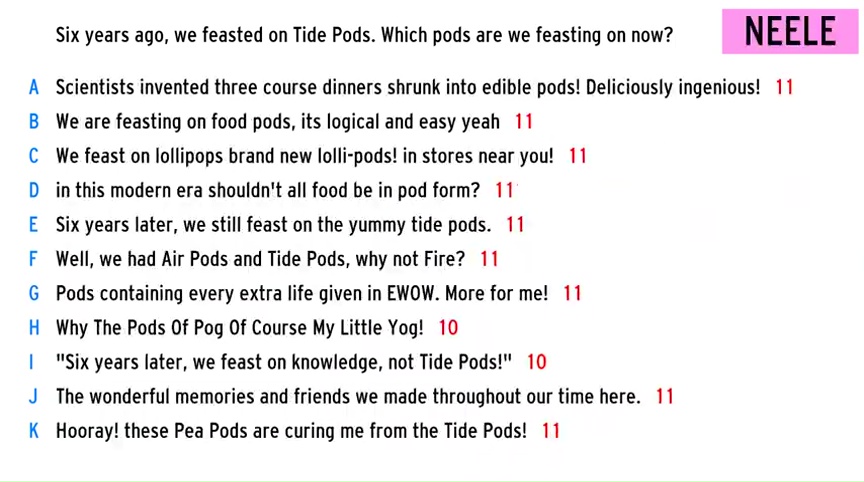 Six years ago, we feasted on Tide Pods. Which pods are we feasting on now?
NEELE
A Scientists invented three course dinners shrunk into edible pods! Deliciously ingenious! 11
B We are feasting on food pods, its logical and easy yeah 11
C We feast on lollipops brand new lolli-pods! in stores near you! 11
D in this modern era shouldn't all food be in pod form? 11
E Six years later, we still feast on the yummy tide pods. 11
F Well, we had Air Pods and Tide Pods, why not Fire? 11
G Pods containing every extra life given in EWOW. More for me! 11
H Why The Pods Of Pog Of Course My Little Yog! 10
I "Six years later, we feast on knowledge, not Tide Pods!" 10
J The wonderful memories and friends we made throughout our time here. 11
K Hooray! these Pea Pods are curing me from the Tide Pods! 11